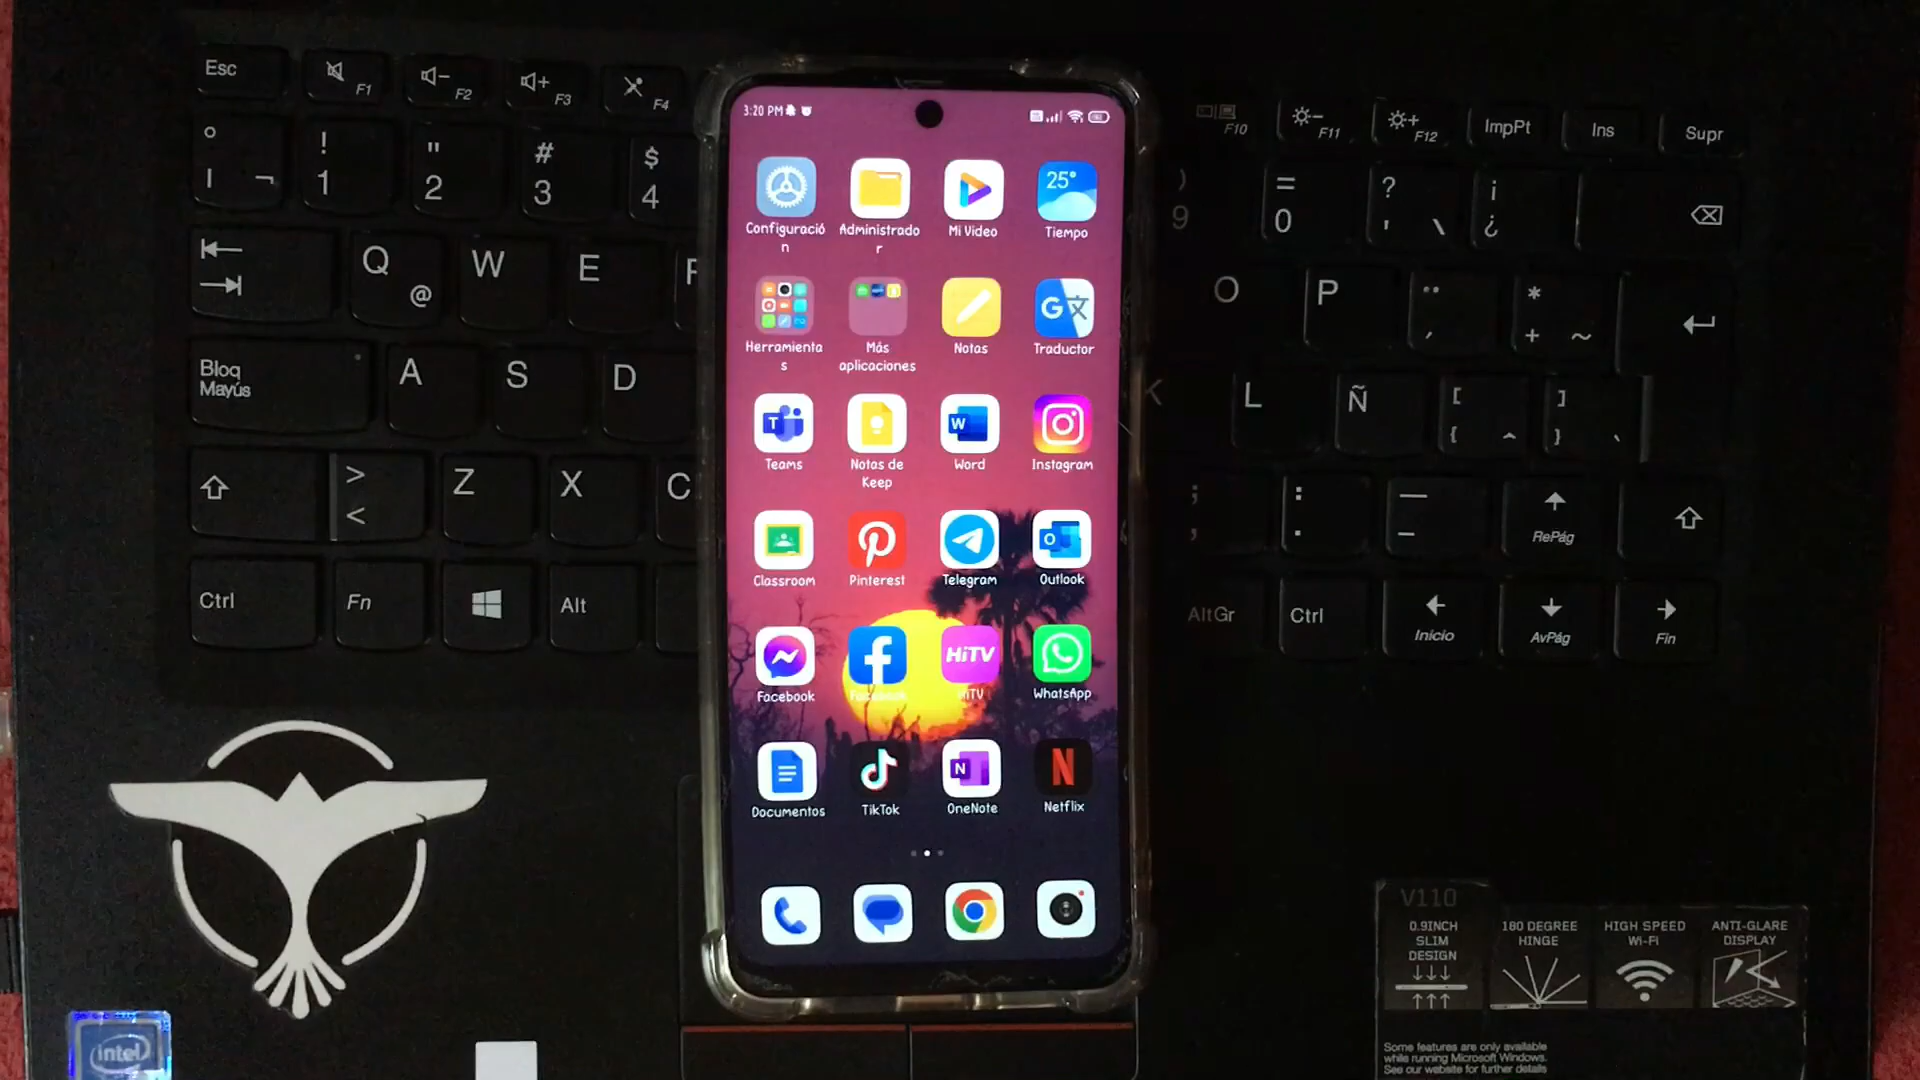 Esc
F1
F2
F3
F4
F10
F11
F12
ImpPt
Ins
Supr
°
|
¬
!
1
"
2
#
3
$
4
)
9
=
0
?
'
\
¡
¿
Q
@
W
E
O
P
¨
´
*
+
~
Bloq
Mayús
A
S
D
K
L
Ñ
[
{
^
]
}
`
>
<
Z
X
C
;
,
:
.
—
–
RePág
Ctrl
Fn
Alt
AltGr
Ctrl
Inicio
AvPág
Fin
3:20 PM
25°
Configuració
n
Administrado
r
Mi Video
Tiempo
G
Herramienta
s
Más
aplicaciones
Notas
Traductor
T
W
Teams
Notas de
Keep
Word
Instagram
O
Classroom
Pinterest
Telegram
Outlook
HiTV
Facebook
Facebook
HiTV
WhatsApp
N
N
Documentos
TikTok
OneNote
Netflix
intel
V110
0.9INCH
SLIM
DESIGN
180 DEGREE
HINGE
HIGH SPEED
Wi-Fi
ANTI-GLARE
DISPLAY
Some features are only available
while running Microsoft Windows.
See our website for further details